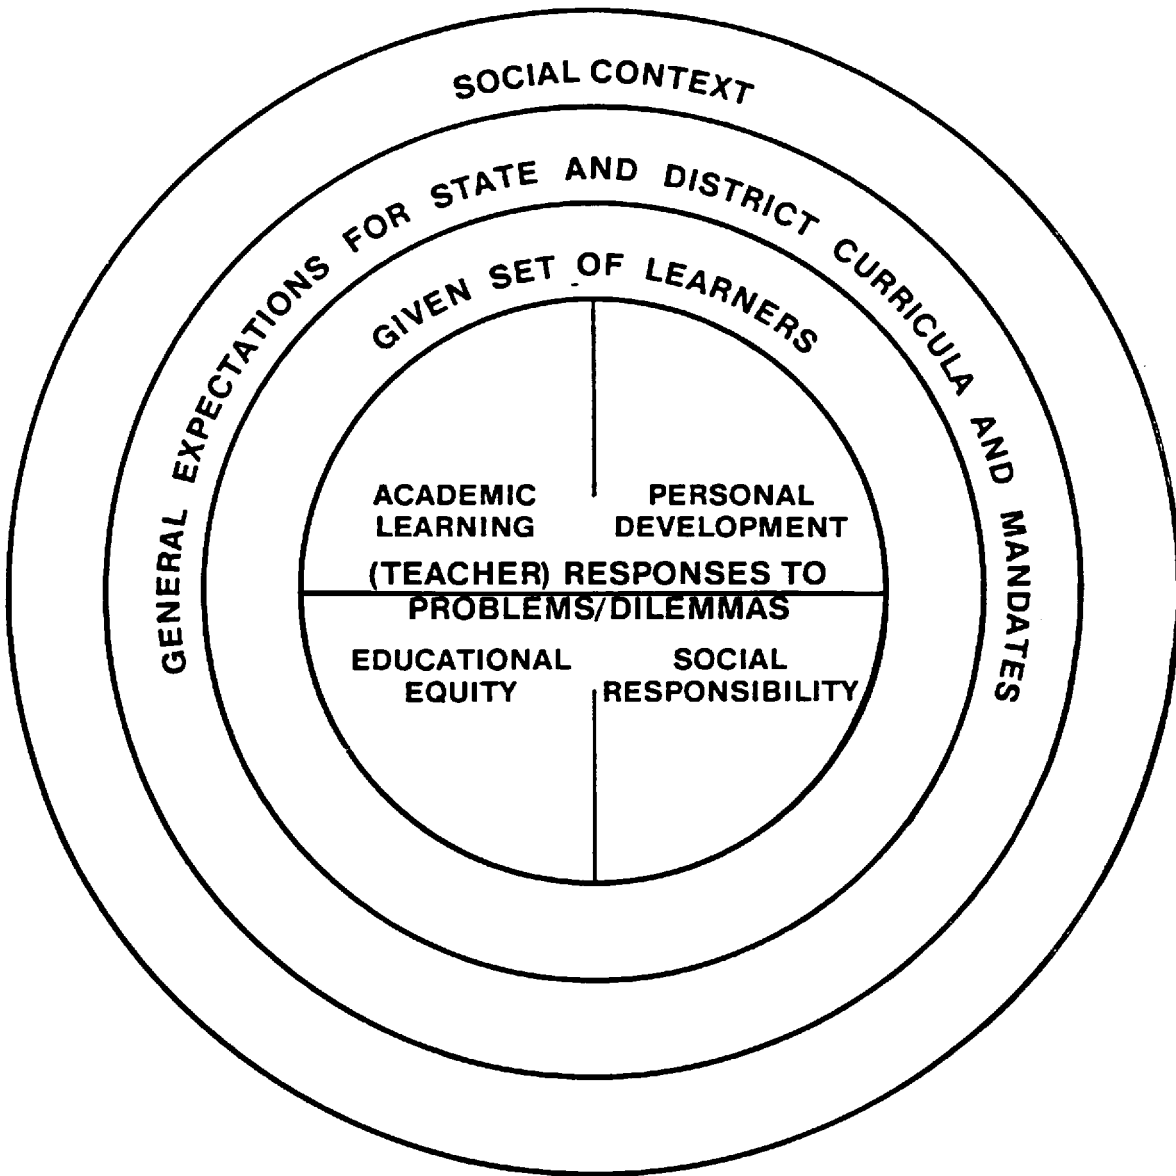 SOCIAL CONTEXT
GENERAL EXPECTATIONS FOR STATE AND DISTRICT CURRICULA AND MANDATES
GIVEN SET OF LEARNERS
ACADEMIC
LEARNING
PERSONAL
DEVELOPMENT
(TEACHER) RESPONSES TO
PROBLEMS/DILEMMAS
EDUCATIONAL
EQUITY
SOCIAL
RESPONSIBILITY